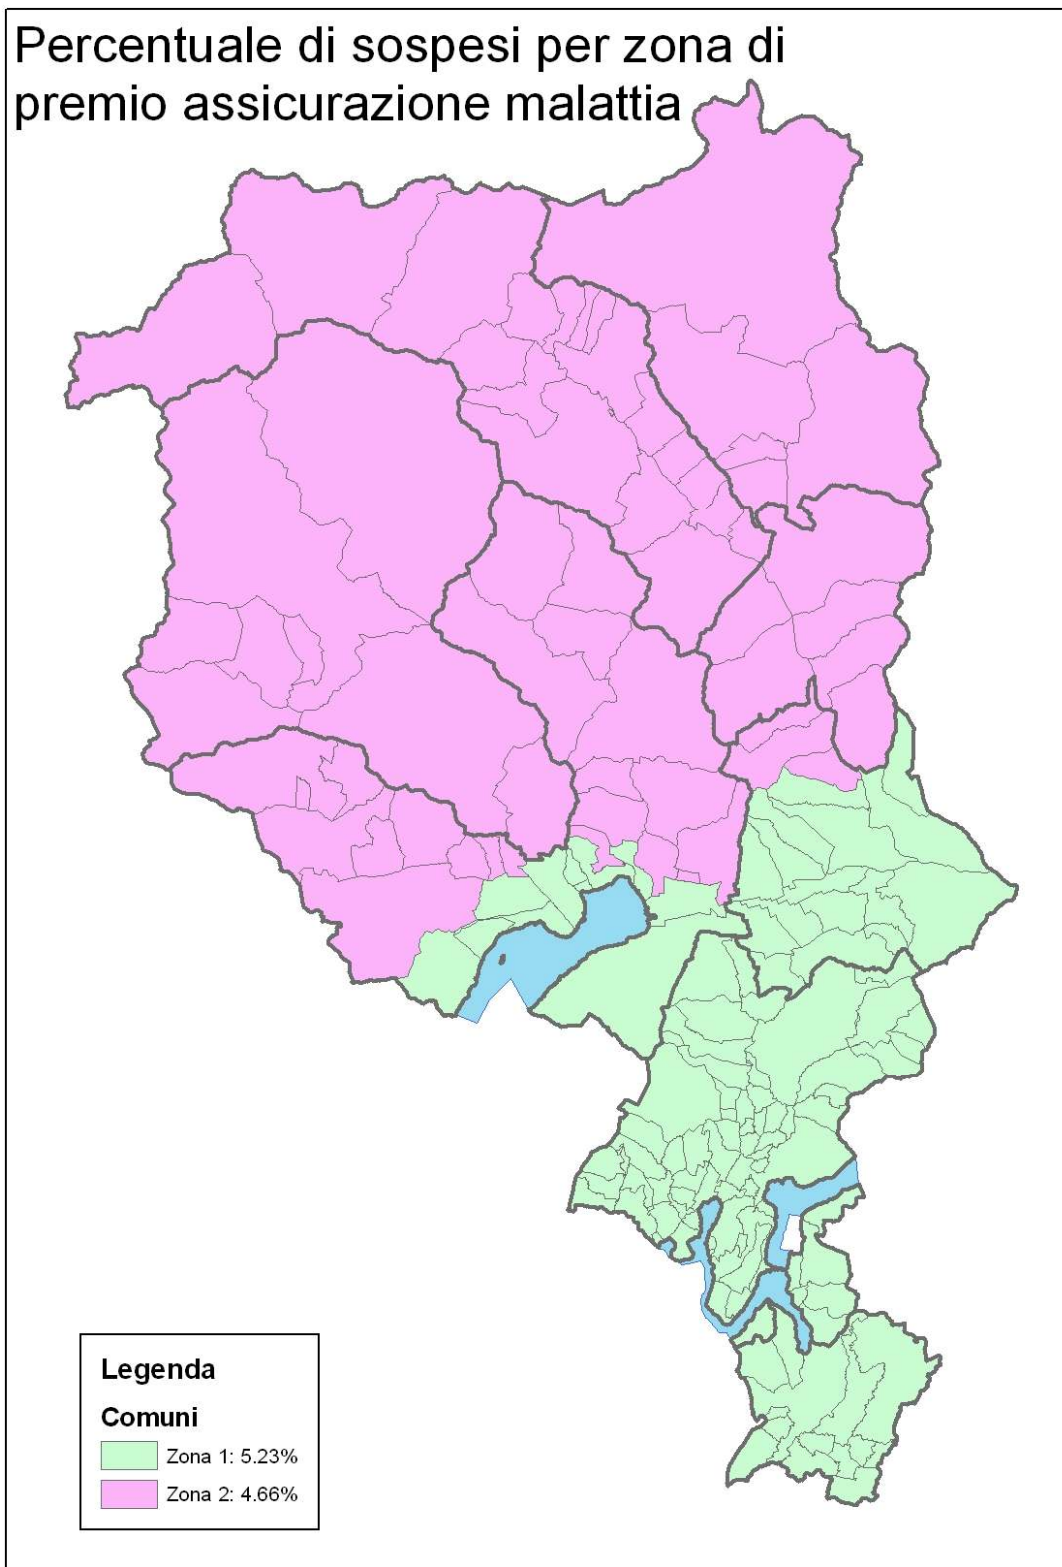 Percentuale di sospesi per zona di
premio assicurazione malattia
Legenda
Comuni
Zona 1: 5.23%
Zona 2: 4.66%